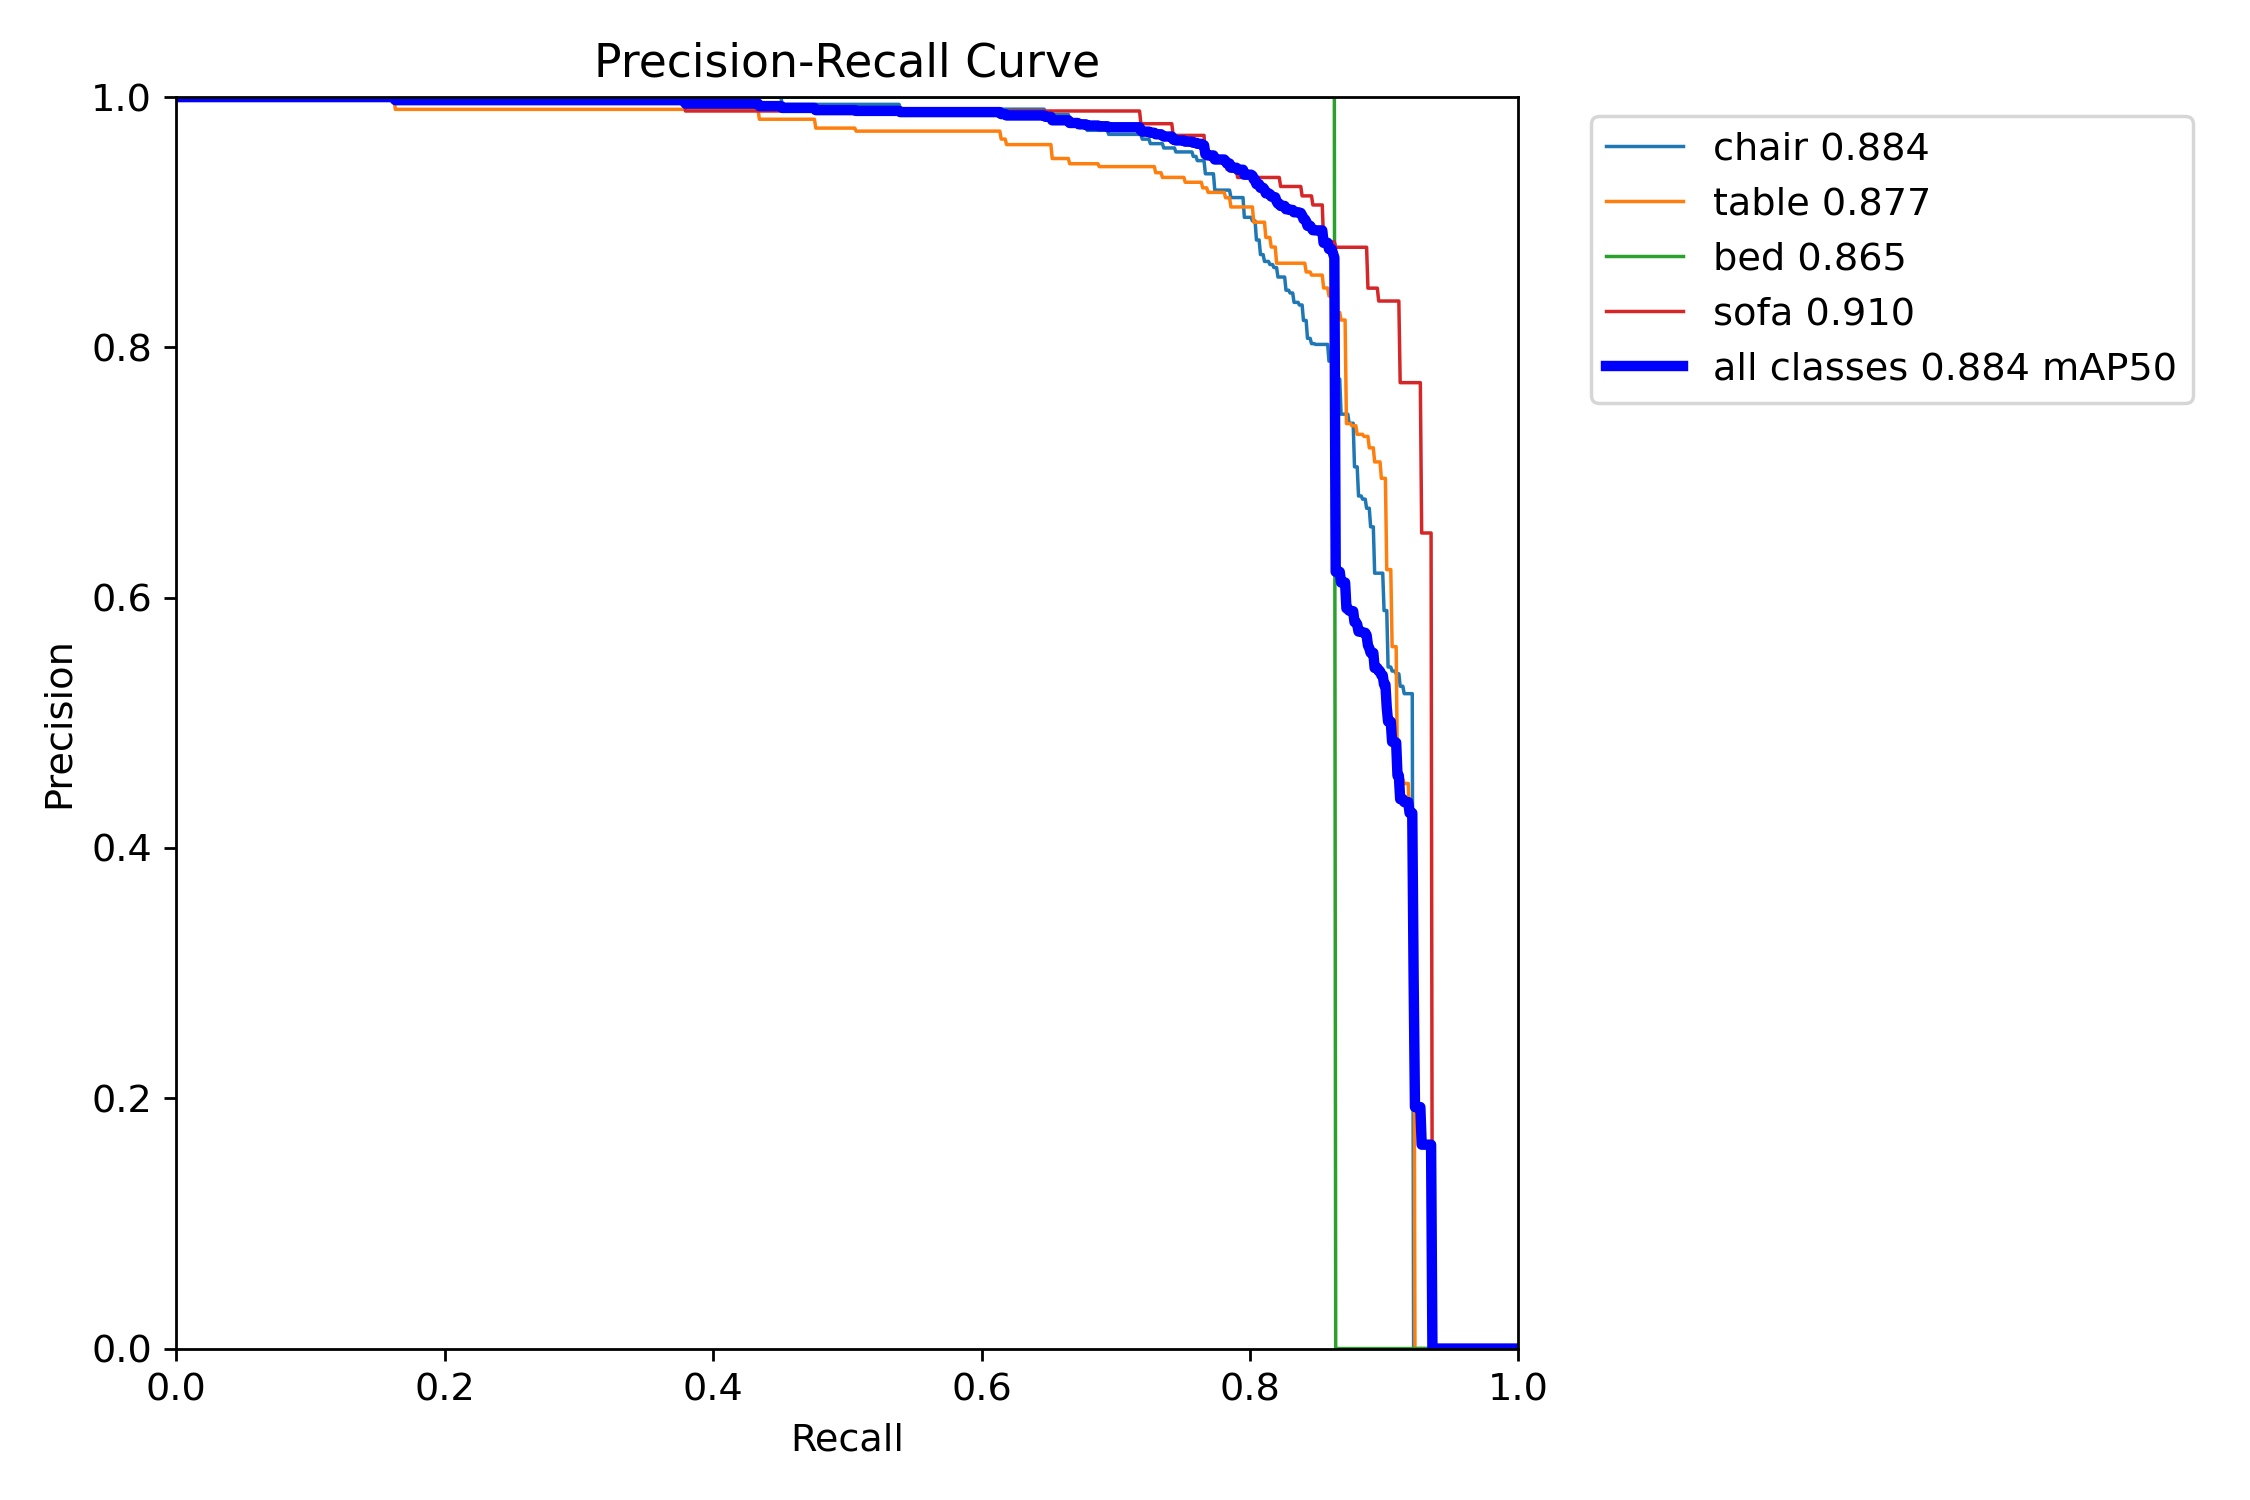 Precision-Recall Curve
1.0
0.8
0.6
0.4
0.2
0.0
Precision
0.0 0.2 0.4 0.6 0.8 1.0
Recall
chair 0.884
table 0.877
bed 0.865
sofa 0.910
all classes 0.884 mAP50